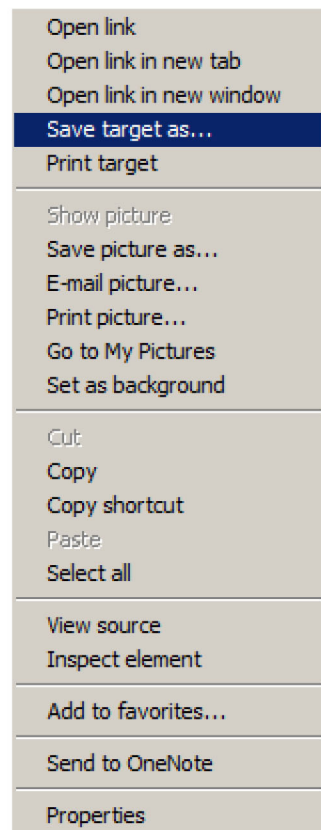 Open link
Open link in new tab
Open link in new window
Save target as...
Print target
Show picture
Save picture as...
E-mail picture...
Print picture...
Go to My Pictures
Set as background
Cut
Copy
Copy shortcut
Paste
Select all
View source
Inspect element
Add to favorites...
Send to OneNote
Properties